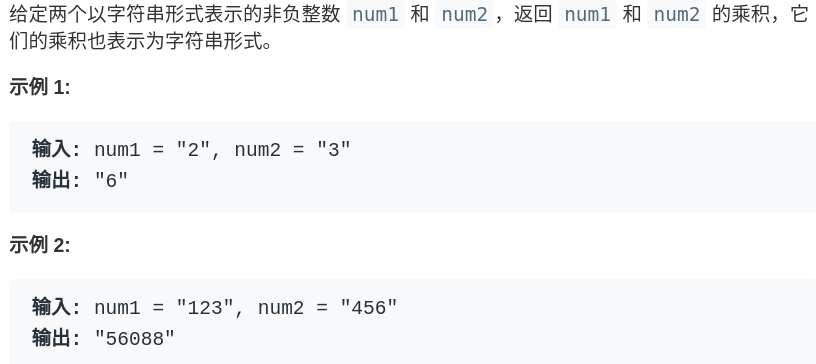 给定两个以字符串形式表示的非负整数 num1 和 num2，返回 num1 和 num2 的乘积，它
们的乘积也表示为字符串形式。
示例 1:
输入: num1 = "2", num2 = "3"
输出: "6"
示例 2:
输入: num1 = "123", num2 = "456"
输出: "56088"